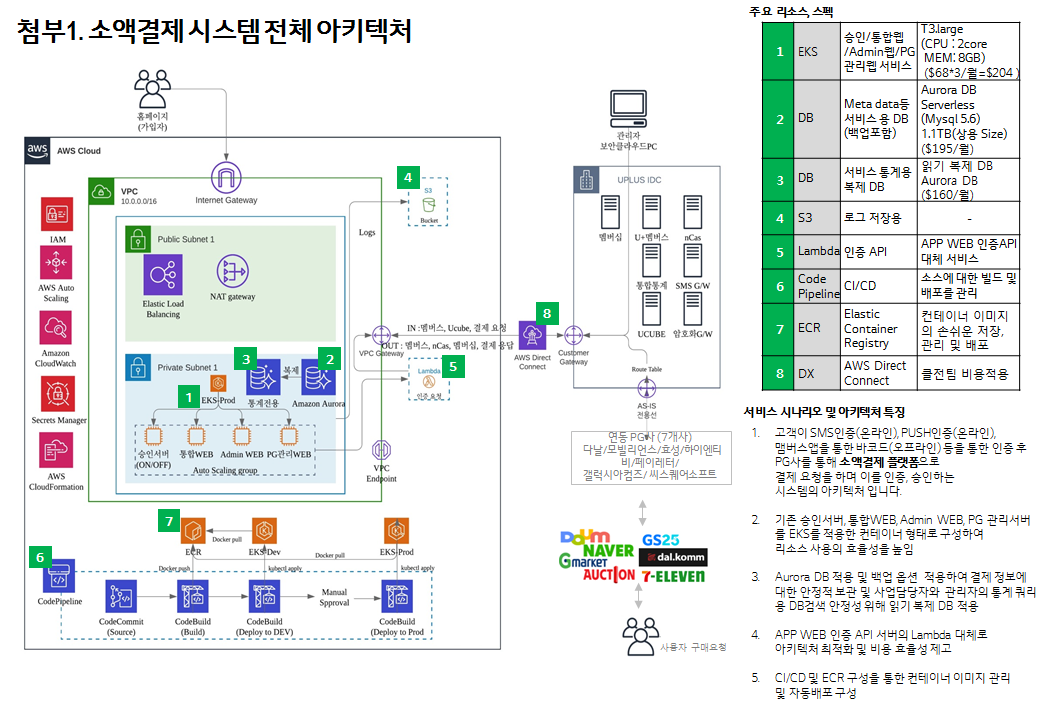 첨부1. 소액결제 시스템 전체 아키텍처
홈페이지
(가입자)
aws
AWS Cloud
VPC
10.0.0.0/16
Internet Gateway
IAM
AWS Auto
Scaling
Amazon
CloudWatch
Secrets Manager
AWS
CloudFormation
Public Subnet 1
Elastic Load
Balancing
NAT gateway
Private Subnet 1
1
EKS-Prod
3
통계전용
복제
2
Amazon Aurora
승인서버
(ON/OFF)
통합WEB
Admin WEB
PG관리WEB
Auto Scaling group
4
S3
Bucket
Logs
VPC Gateway
IN : 멤버스, Ucube, 결제 요청
OUT : 멤버스, nCas, 멤버십, 결제 응답
5
Lambda
인증 요청
VPC
Endpoint
7
ECR
Docker pull
EKS-Dev
EKS-Prod
Docker pull
Docker push
kubectl apply
kubectl apply
6
CodePipeline
CodeCommit
(Source)
CodeBuild
(Build)
CodeBuild
(Deploy to DEV)
Manual
Spproval
CodeBuild
(Deploy to Prod
8
AWS Direct
Connect
Customer
Gateway
관리자
보안클라우드PC
UPLUS IDC
멤버십
U+멤버스
nCas
통합통계
SMS G/W
UCUBE
암호화G/W
Route Table
AS-IS
전용선
연동 PG사 (7개사)
다날/모빌리언스/효성/하이엔티
비/페이레터/
갤럭시아컴즈/ 씨스퀘어소프트
Daum
NAVER
Gmarket
AUCTION
GS25
dal.komm
7-ELEVEN
사용자 구매요청
주요 리소스, 스펙
1 EKS 승인/통합웹 /Admin웹/PG 관리웹 서비스 T3.large (CPU : 2core MEM: 8GB) ($68*3/월=$204 )
2 DB Meta data등 서비스 용 DB (백업포함) Aurora DB Serverless (Mysql 5.6) 1.1TB(상용 Size) ($195/월)
3 DB 서비스 통계용 복제 DB 읽기 복제 DB Aurora DB ($160/월)
4 S3 로그 저장용 -
5 Lambda 인증 API APP WEB 인증API 대체 서비스
6 Code Pipeline CI/CD 소스에 대한 빌드 및 배포를 관리
7 ECR Elastic Container Registry 컨테이너 이미지의 손쉬운 저장, 관리 및 배포
8 DX AWS Direct Connect 클전팀 비용적용
서비스 시나리오 및 아키텍처 특징
1. 고객이 SMS인증(온라인), PUSH인증(온라인),
멤버스앱을 통한 바코드(오프라인) 등을 통한 인증 후
PG사를 통해 소액결제 플랫폼으로
결제 요청을 하며 이를 인증, 승인하는
시스템의 아키텍처 입니다.
2. 기존 승인서버, 통합WEB, Admin WEB, PG 관리서버
를 EKS를 적용한 컨테이너 형태로 구성하여
리소스 사용의 효율성을 높임
3. Aurora DB 적용 및 백업 옵션 적용하여 결제 정보에
대한 안정적 보관 및 사업담당자와 관리자의 통계 쿼리
용 DB검색 안정성 위해 읽기 복제 DB 적용
4. APP WEB 인증 API 서버의 Lambda 대체로
아키텍처 최적화 및 비용 효율성 제고
5. CI/CD 및 ECR 구성을 통한 컨테이너 이미지 관리
및 자동배포 구성